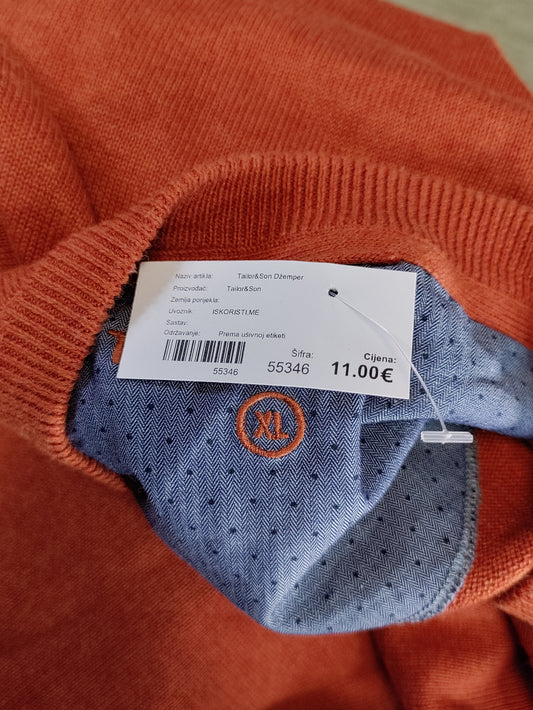 Naziv artikla: Tailor&Son Džemper
Proizvođač: Tailor&Son
Zemlja porijekla:
Uvoznik: ISKORISTI.ME
Sastav:
Održavanje: Prema ušivnoj etiketi
55346
Šifra:
55346
Cijena:
11.00€
XL